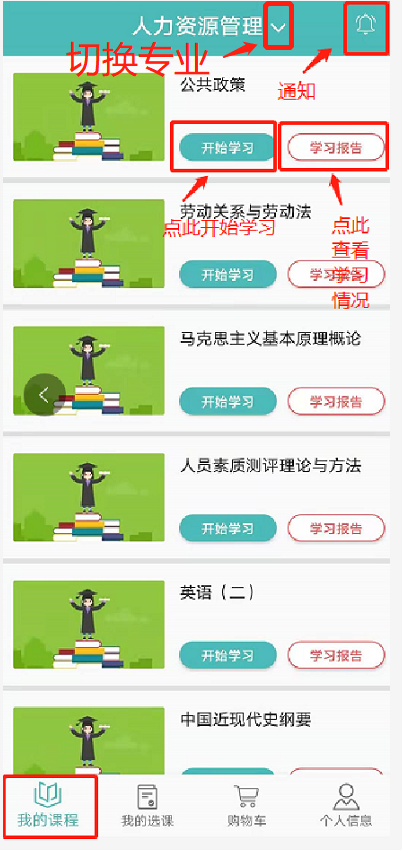 人力资源管理
切换专业
通知
公共政策
开始学习
学习报告
点此开始学习
点此
查看
学习
情况
劳动关系与劳动法
开始学习
学习报告
马克思主义基本原理概论
开始学习
学习报告
人员素质测评理论与方法
开始学习
学习报告
英语（二）
开始学习
学习报告
中国近现代史纲要
我的课程
我的选课
购物车
个人信息